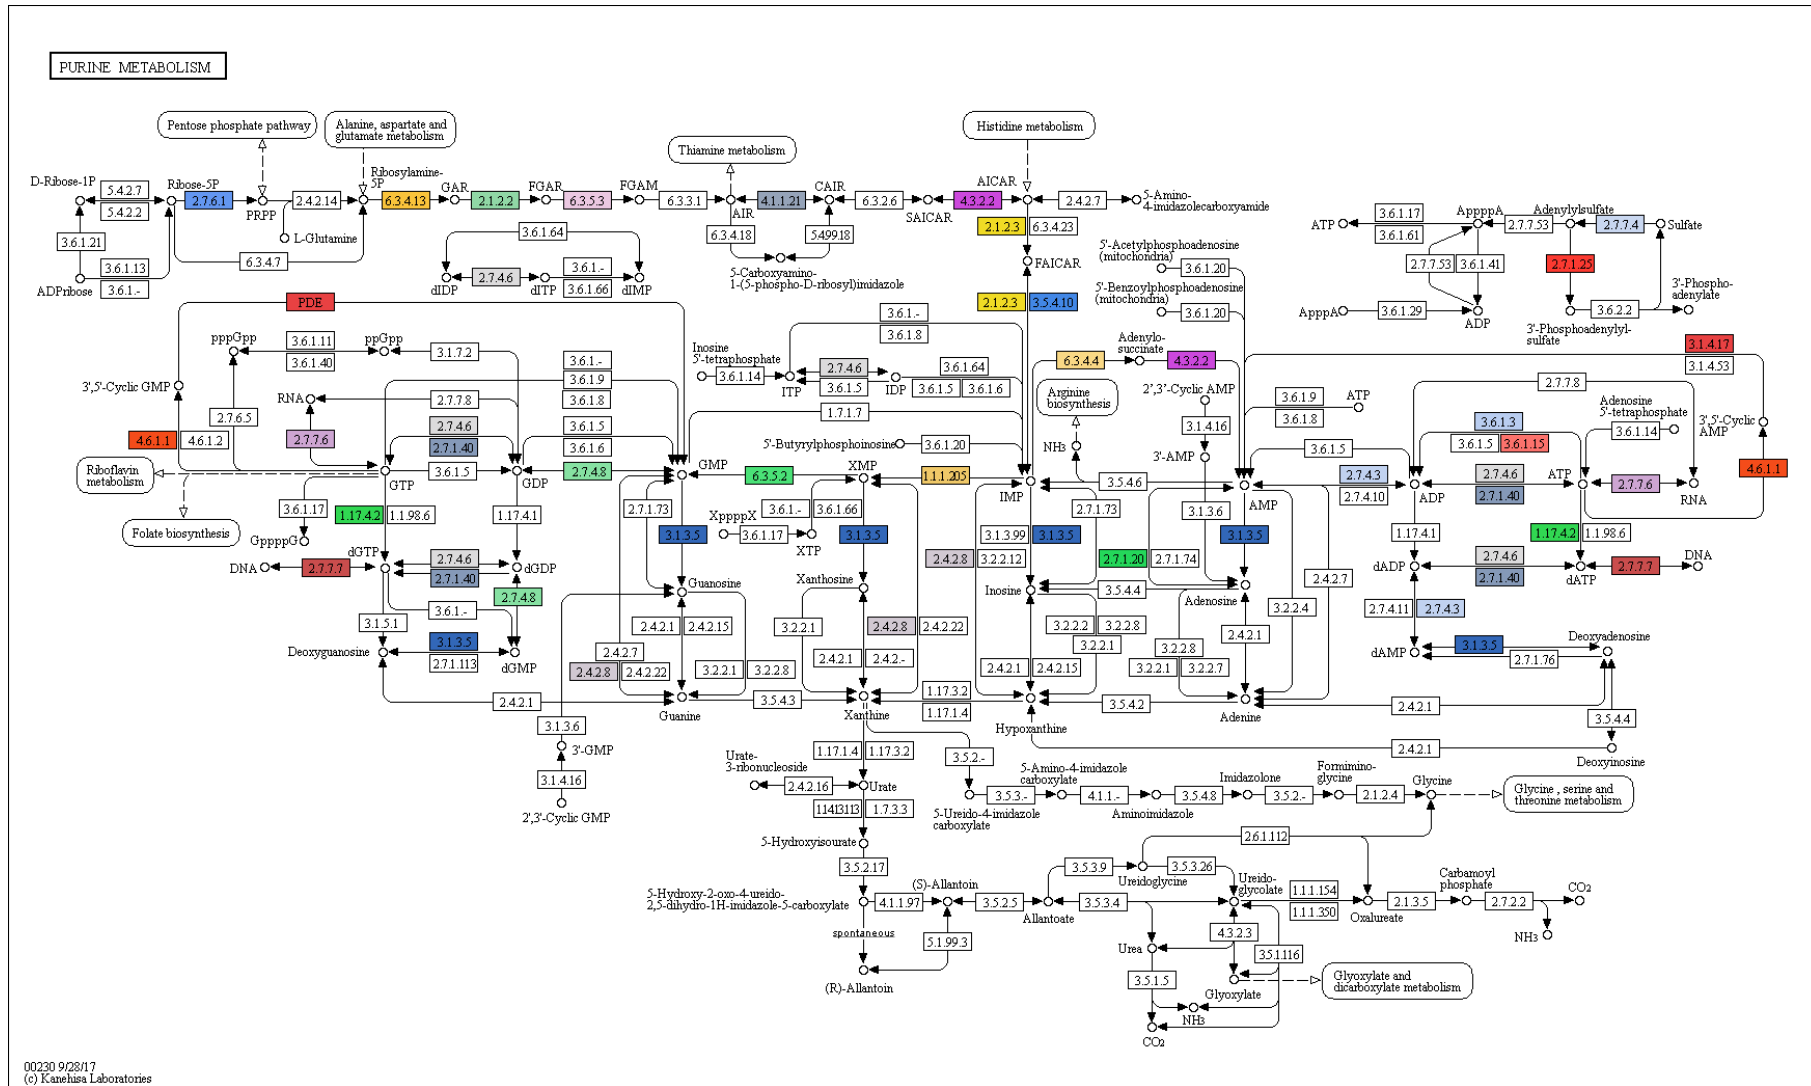 PURINE METABOLISM
Pentose phosphate pathway
Alanine, aspartate and
glutamate metabolism
Thiamine metabolism
Histidine metabolism
D-Ribose-1P
5.4.2.7
5.4.2.2
Ribose-5P
2.7.6.1
PRPP
2.4.2.14
Ribosylamine-
5P
6.3.4.13
GAR
2.1.2.2
FGAR
6.3.5.3
FGAM
6.3.3.1
AIR
4.1.1.21
CAIR
6.3.2.6
SAICAR
4.3.2.2
AICAR
2.4.2.7
5-Amino-
4-imidazolecarboxyamide
L-Glutamine
6.3.4.7
3.6.1.21
3.6.1.13
3.6.1.-
ADPribose
6.3.4.18
5.4.99.18
5-Carboxyamino-
1-(5-phospho-D-ribosyl)imidazole
3.6.1.64
dIDP
2.7.4.6
dITP
3.6.1.-
3.6.1.66
dIMP
2.1.2.3
6.3.4.23
FAICAR
2.1.2.3
3.5.4.10
5'-Acetylphosphoadenosine
(mitochondria)
3.6.1.20
5'-Benzoylphosphoadenosine
(mitochondria)
3.6.1.20
ATP
3.6.1.17
3.6.1.61
AppppA
2.7.7.53
Adenylylsulfate
2.7.7.4
Sulfate
2.7.7.53
3.6.1.41
2.7.1.25
ApppA
3.6.1.29
ADP
3.6.2.2
3'-Phospho-
adenylate
3'-Phosphoadenylyl-
sulfate
PDE
pppGpp
3.6.1.11
3.6.1.40
ppGpp
3.1.7.2
3.6.1.-
3.6.1.9
3.6.1.8
3',5'-Cyclic GMP
2.7.6.5
RNA
2.7.7.8
4.6.1.1
4.6.1.2
2.7.7.6
2.7.4.6
2.7.1.40
3.6.1.5
3.6.1.6
Riboflavin
metabolism
GTP
3.6.1.5
GDP
2.7.4.8
GMP
6.3.5.2
XMP
1.1.1.205
IMP
3.5.4.6
AMP
Folate biosynthesis
3.6.1.17
GppppG
1.17.4.2
1.1.98.6
1.17.4.1
Inosine
5'-tetraphosphate
3.6.1.14
ITP
2.7.4.6
3.6.1.5
IDP
3.6.1.-
3.6.1.8
3.6.1.64
3.6.1.5
3.6.1.6
1.7.1.7
5'-Butyrylphosphoinosine
3.6.1.20
6.3.4.4
Adenylo-
succinate
4.3.2.2
Arginine
biosynthesis
NH3
2',3'-Cyclic AMP
3.1.4.16
3'-AMP
3.1.3.6
3.6.1.9
3.6.1.8
ATP
3.6.1.5
3.1.4.17
3.1.4.53
2.7.7.8
3.6.1.3
3.6.1.5
3.6.1.15
Adenosine
5'-tetraphosphate
3.6.1.14
3',5'-Cyclic
AMP
4.6.1.1
2.7.4.3
2.7.4.10
ADP
2.7.4.6
2.7.1.40
ATP
2.7.7.6
RNA
1.17.4.1
1.17.4.2
1.1.98.6
dADP
2.7.4.6
2.7.1.40
dATP
2.7.7.7
DNA
2.7.4.11
2.7.4.3
dAMP
3.1.3.5
2.7.1.76
Deoxyadenosine
DNA
2.7.7.7
dGTP
2.7.4.6
2.7.1.40
dGDP
2.7.4.8
3.6.1.-
3.1.5.1
Deoxyguanosine
3.1.3.5
2.7.1.113
dGMP
2.7.1.73
3.1.3.5
XppppX
3.6.1.17
3.6.1.-
3.6.1.66
XTP
3.1.3.5
2.7.1.73
3.1.3.99
3.1.3.5
2.4.2.8
3.2.2.12
2.7.1.20
2.7.1.74
3.1.3.5
2.4.2.7
Guanosine
Xanthosine
Inosine
3.5.4.4
Adenosine
3.2.2.4
2.4.2.1
2.4.2.15
2.4.2.7
2.4.2.8
2.4.2.22
3.2.2.1
3.2.2.8
3.2.2.1
2.4.2.8
2.4.2.22
2.4.2.1
2.4.2.-
3.2.2.2
3.2.2.8
3.2.2.1
2.4.2.1
2.4.2.15
3.2.2.8
3.2.2.1
3.2.2.7
2.4.2.1
2.4.2.1
Guanine
3.5.4.3
Xanthine
1.17.3.2
1.17.1.4
Hypoxanthine
3.5.4.2
Adenine
2.4.2.1
3.5.4.4
2.4.2.1
Deoxyinosine
3.1.3.6
3'-GMP
3.1.4.16
2',3'-Cyclic GMP
1.17.1.4
1.17.3.2
Urate-
3-ribonucleoside
2.4.2.16
Urate
1.14.13.113
1.7.3.3
3.5.2.-
5-Ureido-4-imidazole
carboxylate
3.5.3.-
5-Amino-4-imidazole
carboxylate
4.1.1.-
Aminoimidazole
3.5.4.8
Imidazolone
3.5.2.-
Formimino-
glycine
2.1.2.4
Glycine
Glycine , serine and
threonine metabolism
5-Hydroxyisourate
3.5.2.17
5-Hydroxy-2-oxo-4-ureido-
2,5-dihydro-1H-imidazole-5-carboxylate
4.1.1.97
(S)-Allantoin
3.5.2.5
Allantoate
3.5.3.9
Ureidoglycine
3.5.3.26
2.6.1.112
3.5.3.4
Ureido-
glycolate
1.1.1.154
1.1.1.350
Oxalureate
2.1.3.5
Carbamoyl
phosphate
2.7.2.2
CO2
NH3
spontaneous
5.1.99.3
(R)-Allantoin
Urea
4.3.2.3
3.5.1.116
3.5.1.5
Glyoxylate
Glyoxylate and
dicarboxylate metabolism
NH3
CO2
00230 9/28/17
(c) Kanehisa Laboratories